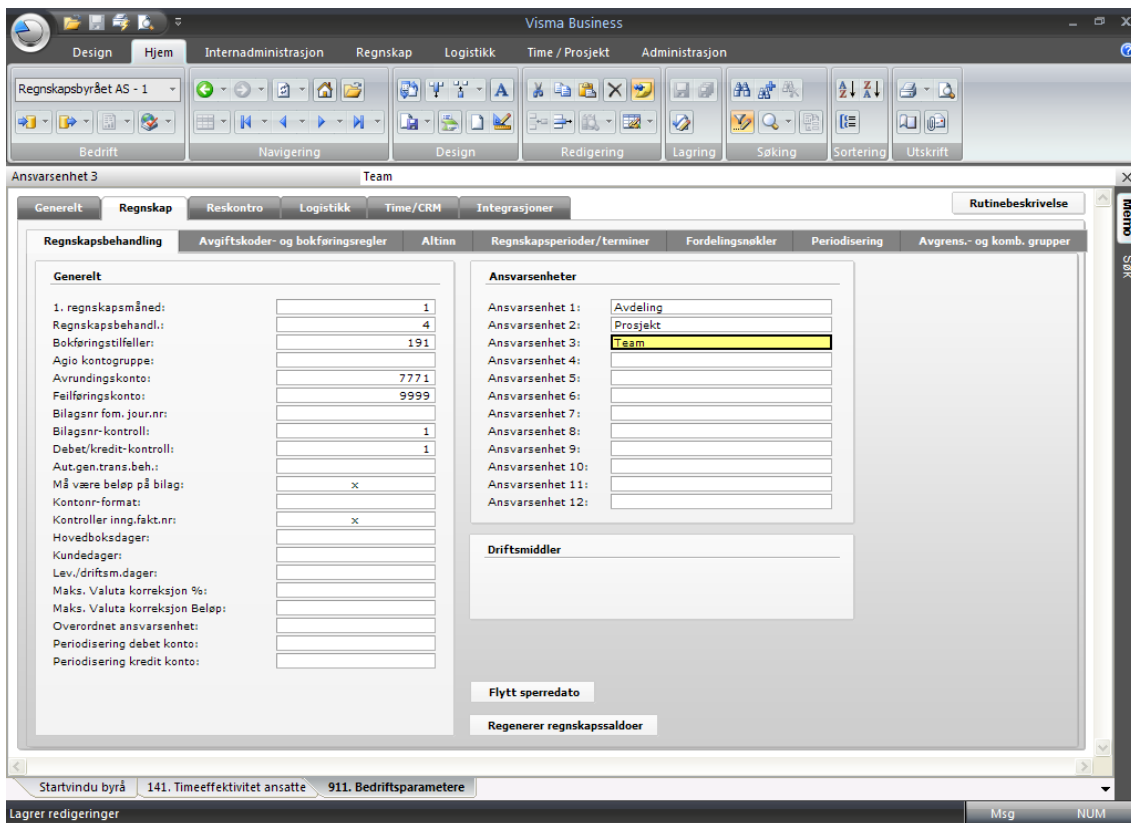 Visma Business
Design Hjem Internadministrasjon Regnskap Logistikk Time / Prosjekt Administrasjon
Regnskapsbyrået AS - 1
Bedrift Navigering Design Redigering Lagring Søking Sortering Utskrift
Ansvarsenhet 3 Team
Generelt Regnskap Reskontro Logistikk Time/CRM Integrasjoner Rutinebeskrivelse
Memo
Søk
Regnskapsbehandling Avgiftskoder- og bokføringsregler Altinn Regnskapsperioder/terminer Fordelingsnøkler Periodisering Avgrens.- og komb. grupper
Generelt
1. regnskapsmåned: 1
Regnskapsbehandl.: 4
Bokføringstilfeller: 191
Agio kontogruppe:
Avrundingskonto: 7771
Feilføringskonto: 9999
Bilagsnr fom. jour.nr:
Bilagsnr-kontroll: 1
Debet/kredit-kontroll: 1
Aut.gen.trans.beh.:
Må være beløp på bilag: x
Kontonr-format:
Kontroller inng.fakt.nr: x
Hovedboksdager:
Kundedager:
Lev./driftsm.dager:
Maks. Valuta korreksjon %:
Maks. Valuta korreksjon Beløp:
Overordnet ansvarsenhet:
Periodisering debet konto:
Periodisering kredit konto:
Ansvarsenheter
Ansvarsenhet 1: Avdeling
Ansvarsenhet 2: Prosjekt
Ansvarsenhet 3: Team
Ansvarsenhet 4:
Ansvarsenhet 5:
Ansvarsenhet 6:
Ansvarsenhet 7:
Ansvarsenhet 8:
Ansvarsenhet 9:
Ansvarsenhet 10:
Ansvarsenhet 11:
Ansvarsenhet 12:
Driftsmiddler
Flytt sperredato
Regenerer regnskapssaldoer
Startvindu byrå 141. Timeeffektivitet ansatte 911. Bedriftsparametere
Lagrer redigeringer Msg NUM